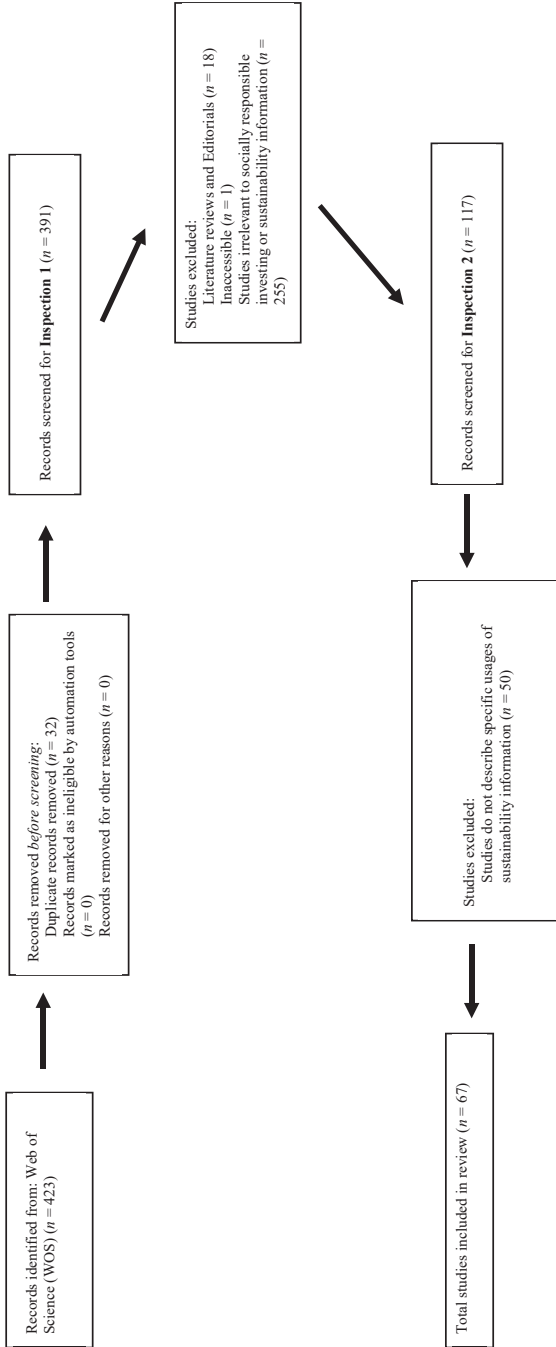 Records identified from: Web of
Science (WOS) (n = 423)
Records removed before screening:
Duplicate records removed (n = 32)
Records marked as ineligible by automation tools
(n = 0)
Records removed for other reasons (n = 0)
Records screened for Inspection 1 (n = 391)
Studies excluded:
Literature reviews and Editorials (n = 18)
Inaccessible (n = 1)
Studies irrelevant to socially responsible
investing or sustainability information (n =
255)
Records screened for Inspection 2 (n = 117)
Studies excluded:
Studies do not describe specific usages of
sustainability information (n = 50)
Total studies included in review (n = 67)